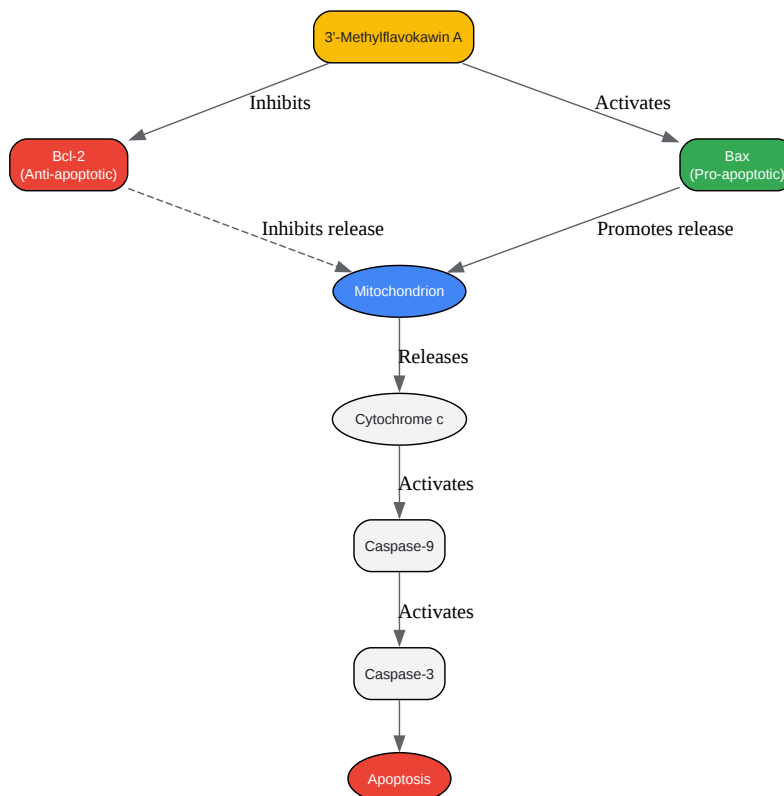 3'-Methylflavokawin A
Inhibits
Activates
Bcl-2
(Anti-apoptotic)
Bax
(Pro-apoptotic)
Inhibits release
Promotes release
Mitochondrion
Releases
Cytochrome c
Activates
Caspase-9
Activates
Caspase-3
Apoptosis